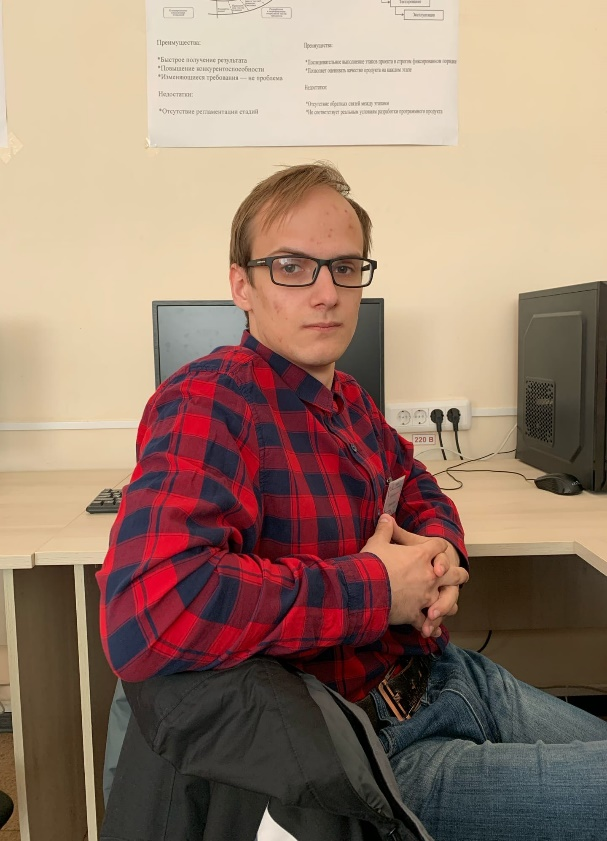 Преимущества:
*Быстрое получение результата
*Повышение конкурентоспособности
*Изменяющиеся требования — не проблема
Недостатки:
*Отсутствие регламентации стадий
Преимущества:
*Последовательное выполнение этапов проекта в строгом фиксированном порядке
*Позволяет оценивать качество продукта на каждом этапе
Недостатки:
*Отсутствие обратных связей между этапами
*Не соответствует реальным условиям разработки программного продукта
220 В